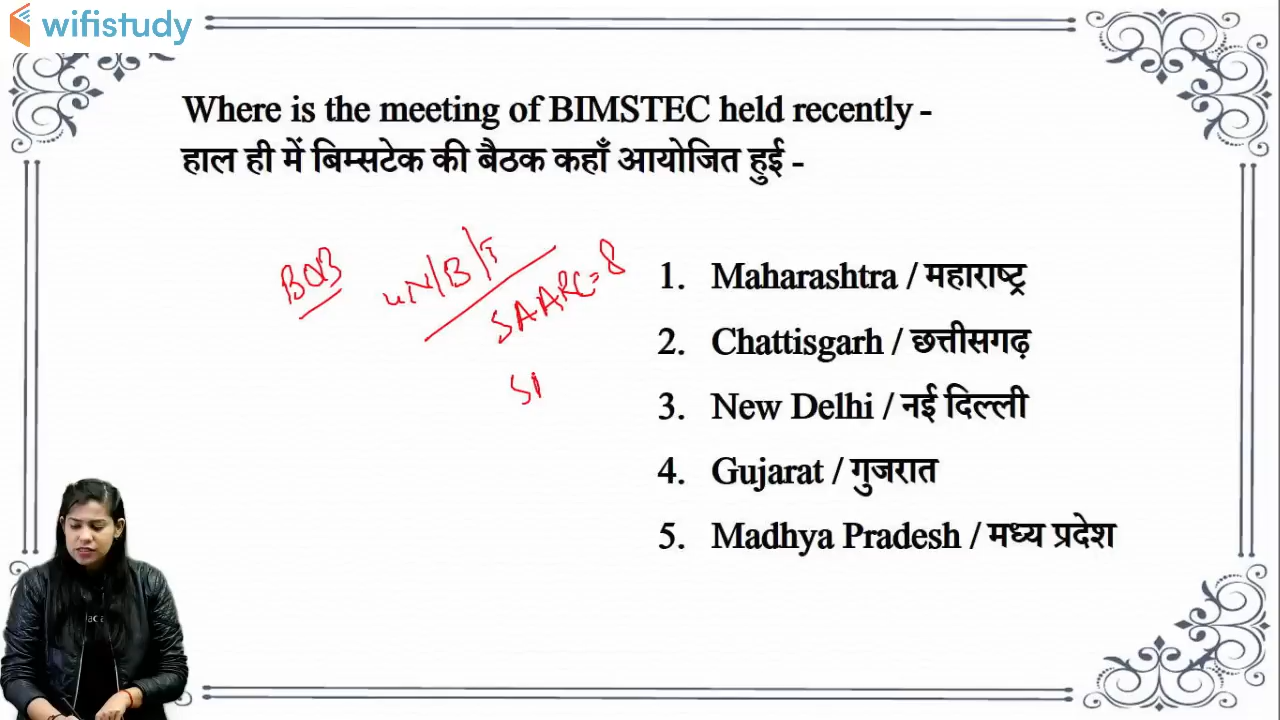 wifistudy
Where is the meeting of BIMSTEC held recently -
हाल ही में बिम्सटेक की बैठक कहाँ आयोजित हुई -
BOB
SAARC = 8
1. Maharashtra / महाराष्ट्र
2. Chattisgarh / छत्तीसगढ़
3. New Delhi / नई दिल्ली
4. Gujarat / गुजरात
5. Madhya Pradesh / मध्य प्रदेश